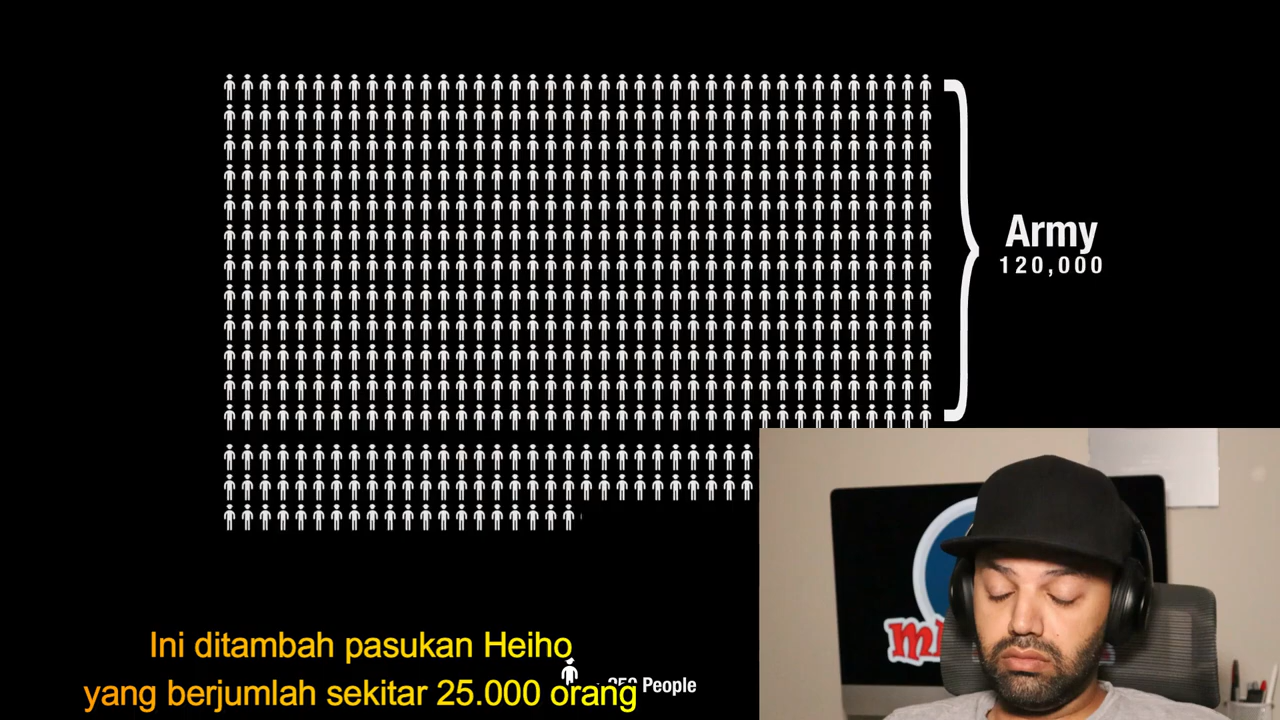 Army
120,000
Ini ditambah pasukan Heiho
yang berjumlah sekitar 25.000 orang
People